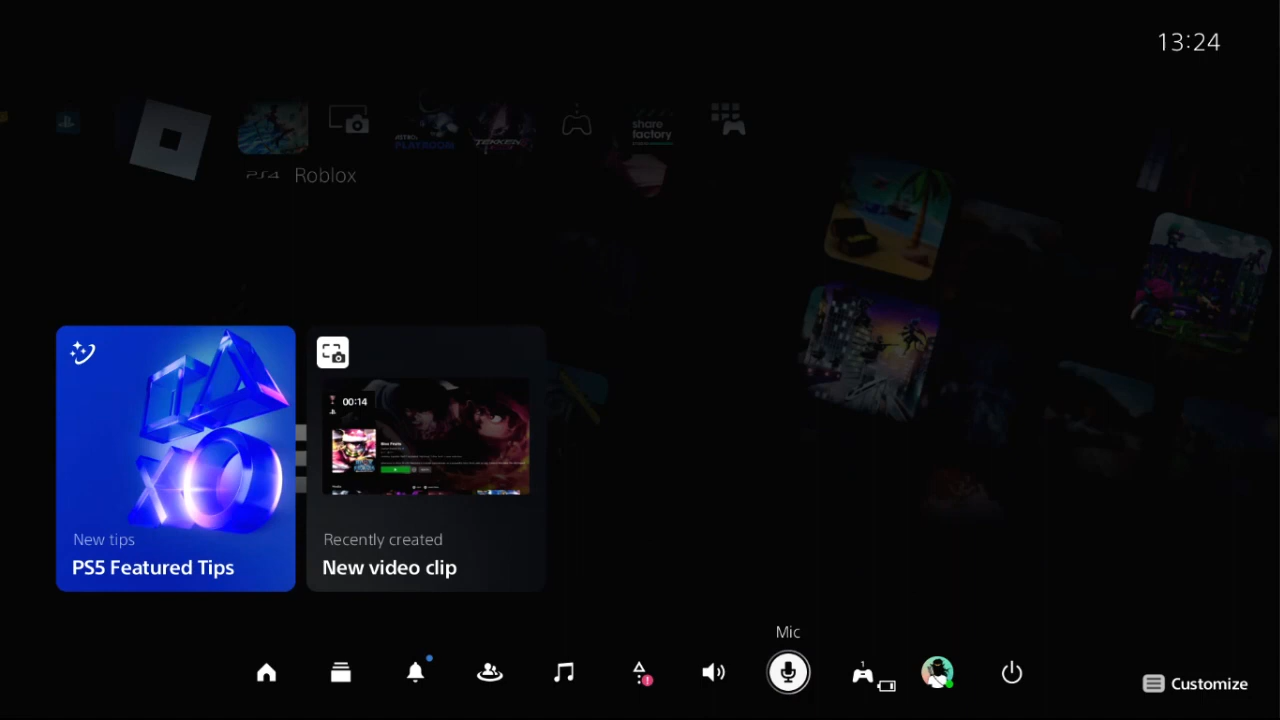 13:24
PLAYROOM
TEKKEN
share
factory
PS4 Roblox
00:14
New tips
PS5 Featured Tips
Recently created
New video clip
Mic
1
Customize